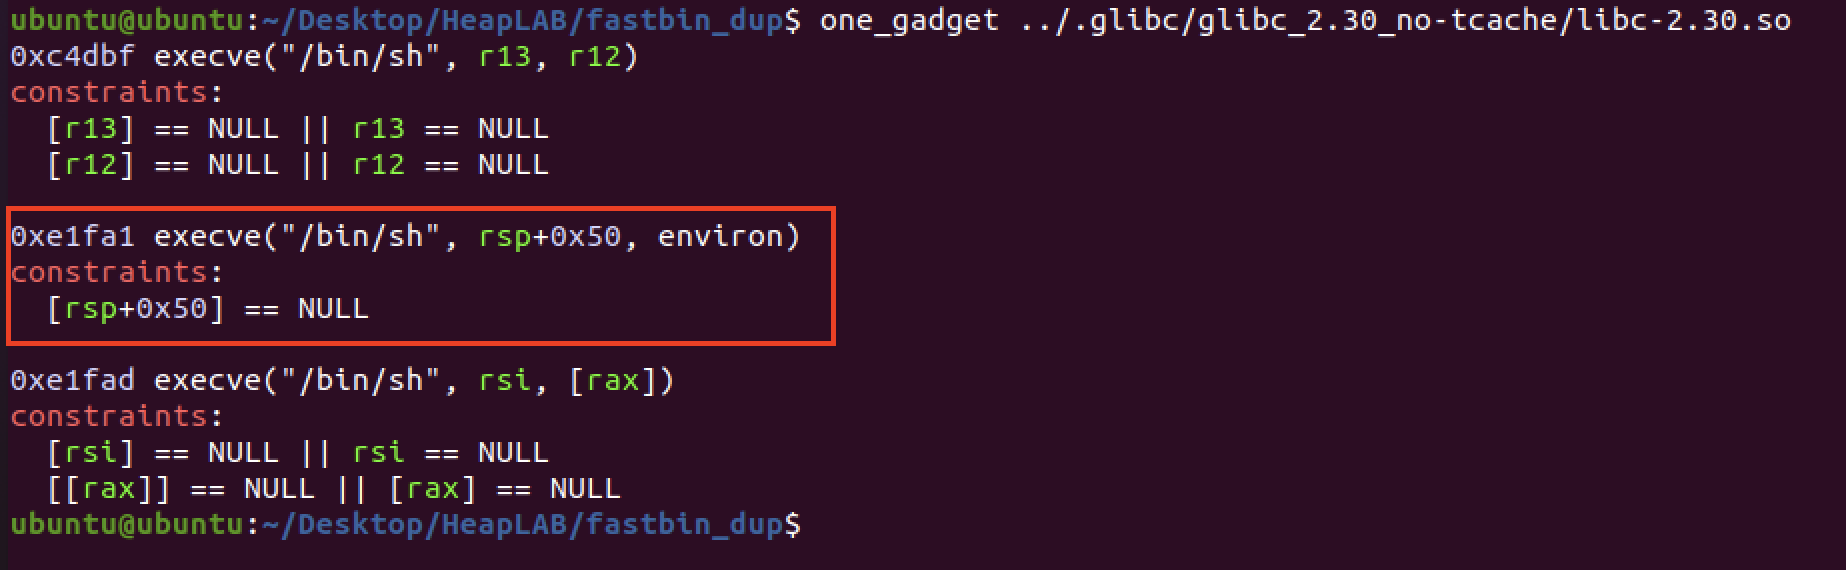 ubuntu@ubuntu:~/Desktop/HeapLAB/fastbin_dup$ one_gadget ../.glibc/glibc_2.30_no-tcache/libc-2.30.so
0xc4dbf execve("/bin/sh", r13, r12)
constraints:
  [r13] == NULL || r13 == NULL
  [r12] == NULL || r12 == NULL

0xe1fa1 execve("/bin/sh", rsp+0x50, environ)
constraints:
  [rsp+0x50] == NULL

0xe1fad execve("/bin/sh", rsi, [rax])
constraints:
  [rsi] == NULL || rsi == NULL
  [[rax]] == NULL || [rax] == NULL
ubuntu@ubuntu:~/Desktop/HeapLAB/fastbin_dup$